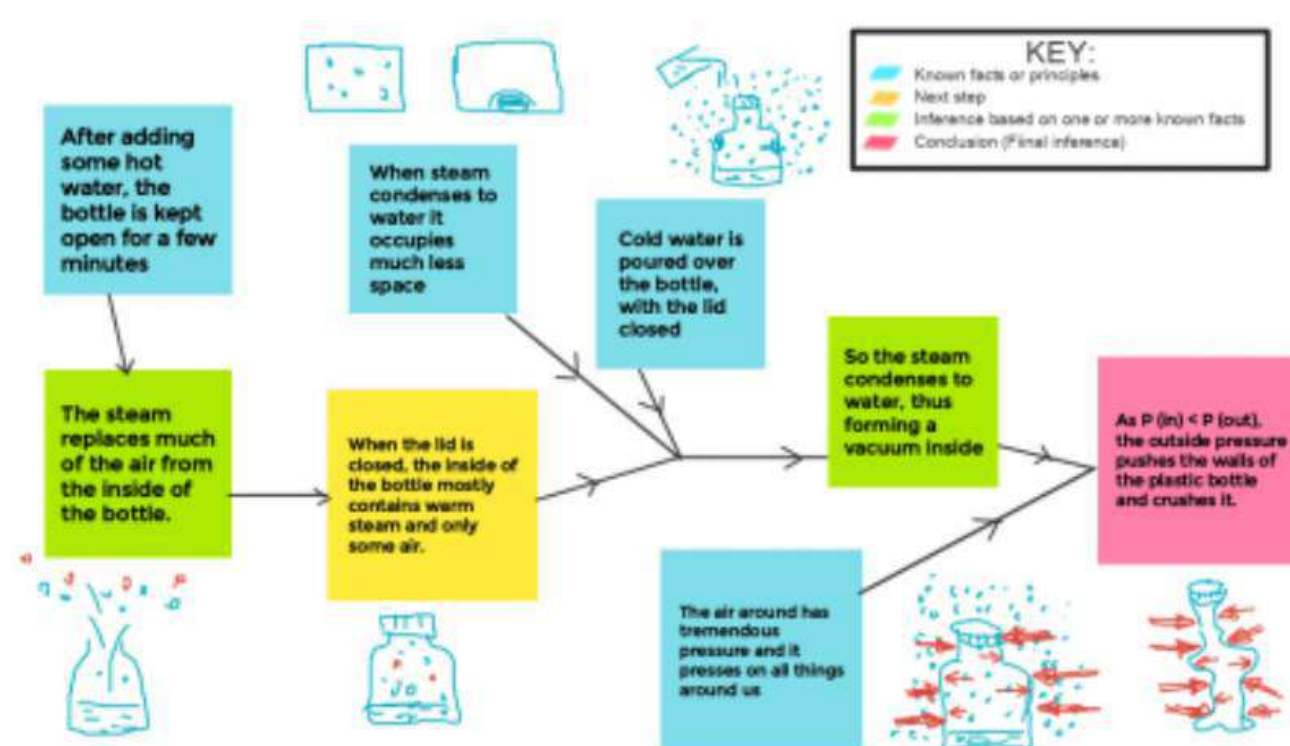 KEY:
Known facts or principles
Next step
Inference based on one or more known facts
Conclusion (Fiinal inference)
After adding
some hot
water, the
bottle is kept
open for a few
minutes
When steam
condenses to
water it
occupies
much less
space
Cold water is
poured over
the bottle,
with the lid
closed
The steam
replaces much
of the air from
the inside of
the bottle.
When the lid is
closed, the inside of
the bottle mostly
contains warm
steam and only
some air.
So the steam
condenses to
water, thus
forming a
vacuum inside
As P (in) < P (out),
the outside pressure
pushes the walls of
the plastic bottle
and crushes it.
The air around has
tremendous
pressure and it
presses on all things
around us